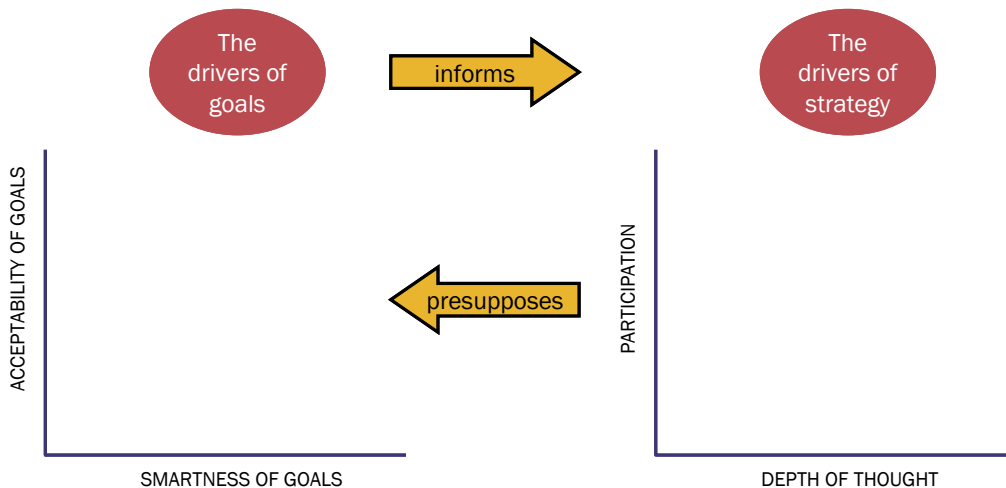 The
drivers of
goals
informs
The
drivers of
strategy
ACCEPTABILITY OF GOALS
presupposes
PARTICIPATION
SMARTNESS OF GOALS
DEPTH OF THOUGHT